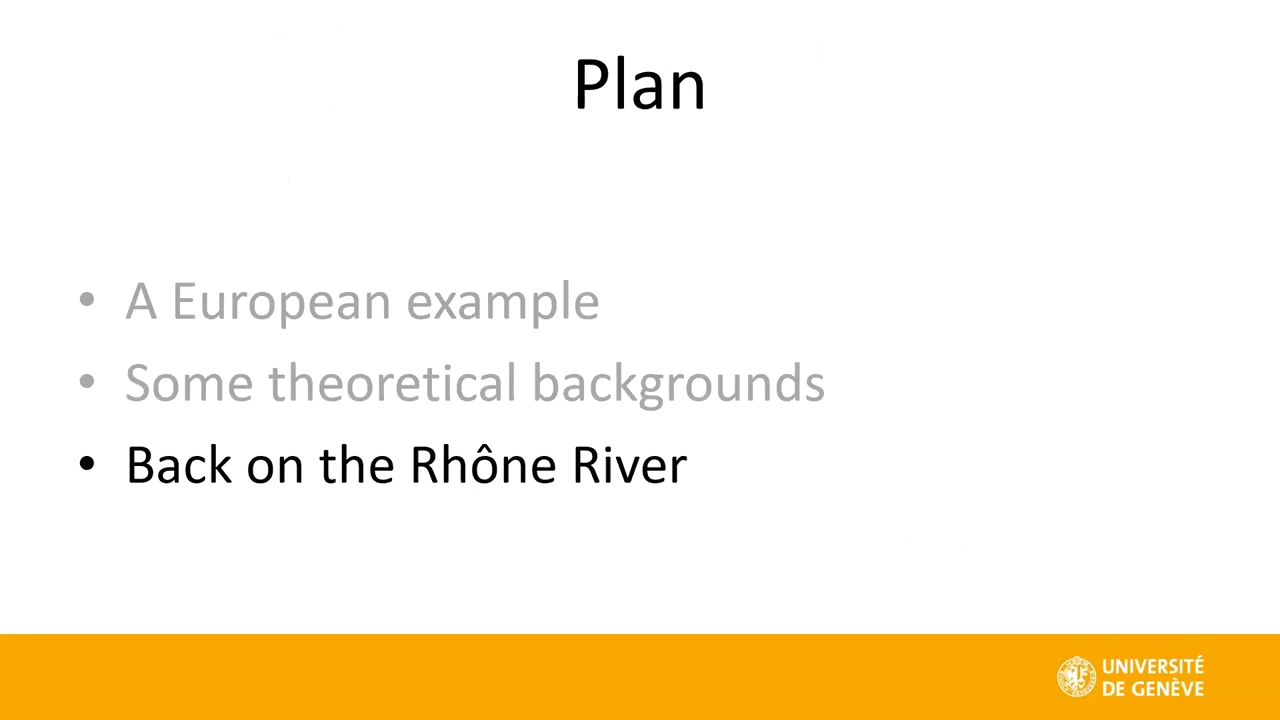 Plan
• A European example
• Some theoretical backgrounds
• Back on the Rhône River
UNIVERSITÉ
DE GENÈVE